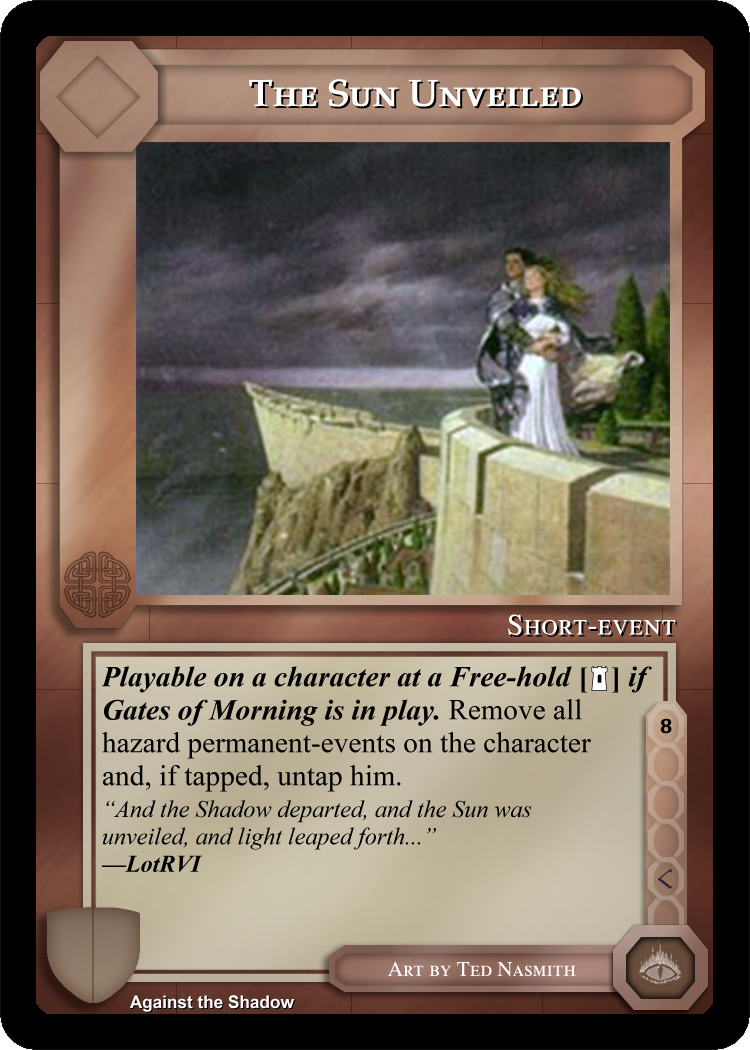 The Sun Unveiled
Short-event
Playable on a character at a Free-hold [ ] if
Gates of Morning is in play. Remove all
hazard permanent-events on the character
and, if tapped, untap him.
“And the Shadow departed, and the Sun was
unveiled, and light leaped forth...”
—LotRVI
8
Art by Ted Nasmith
Against the Shadow